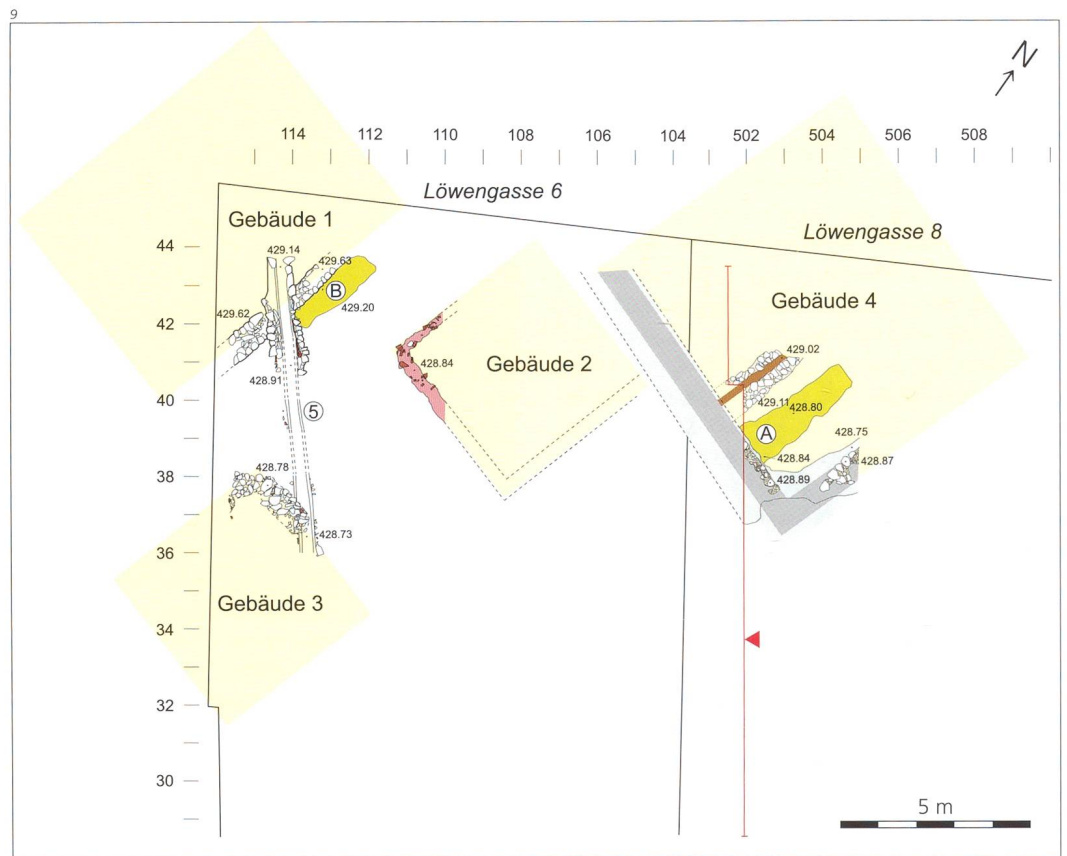 9
N
114 112 110 108 106 104 502 504 506 508
Löwengasse 6
Löwengasse 8
Gebäude 1
44
429.14
429.63
B
429.20
Gebäude 4
42
429.62
428.91
428.84
Gebäude 2
429.02
429.11
428.80
40
5
A
428.84
428.75
428.87
38
428.78
428.89
428.73
36
Gebäude 3
34
32
30
5 m